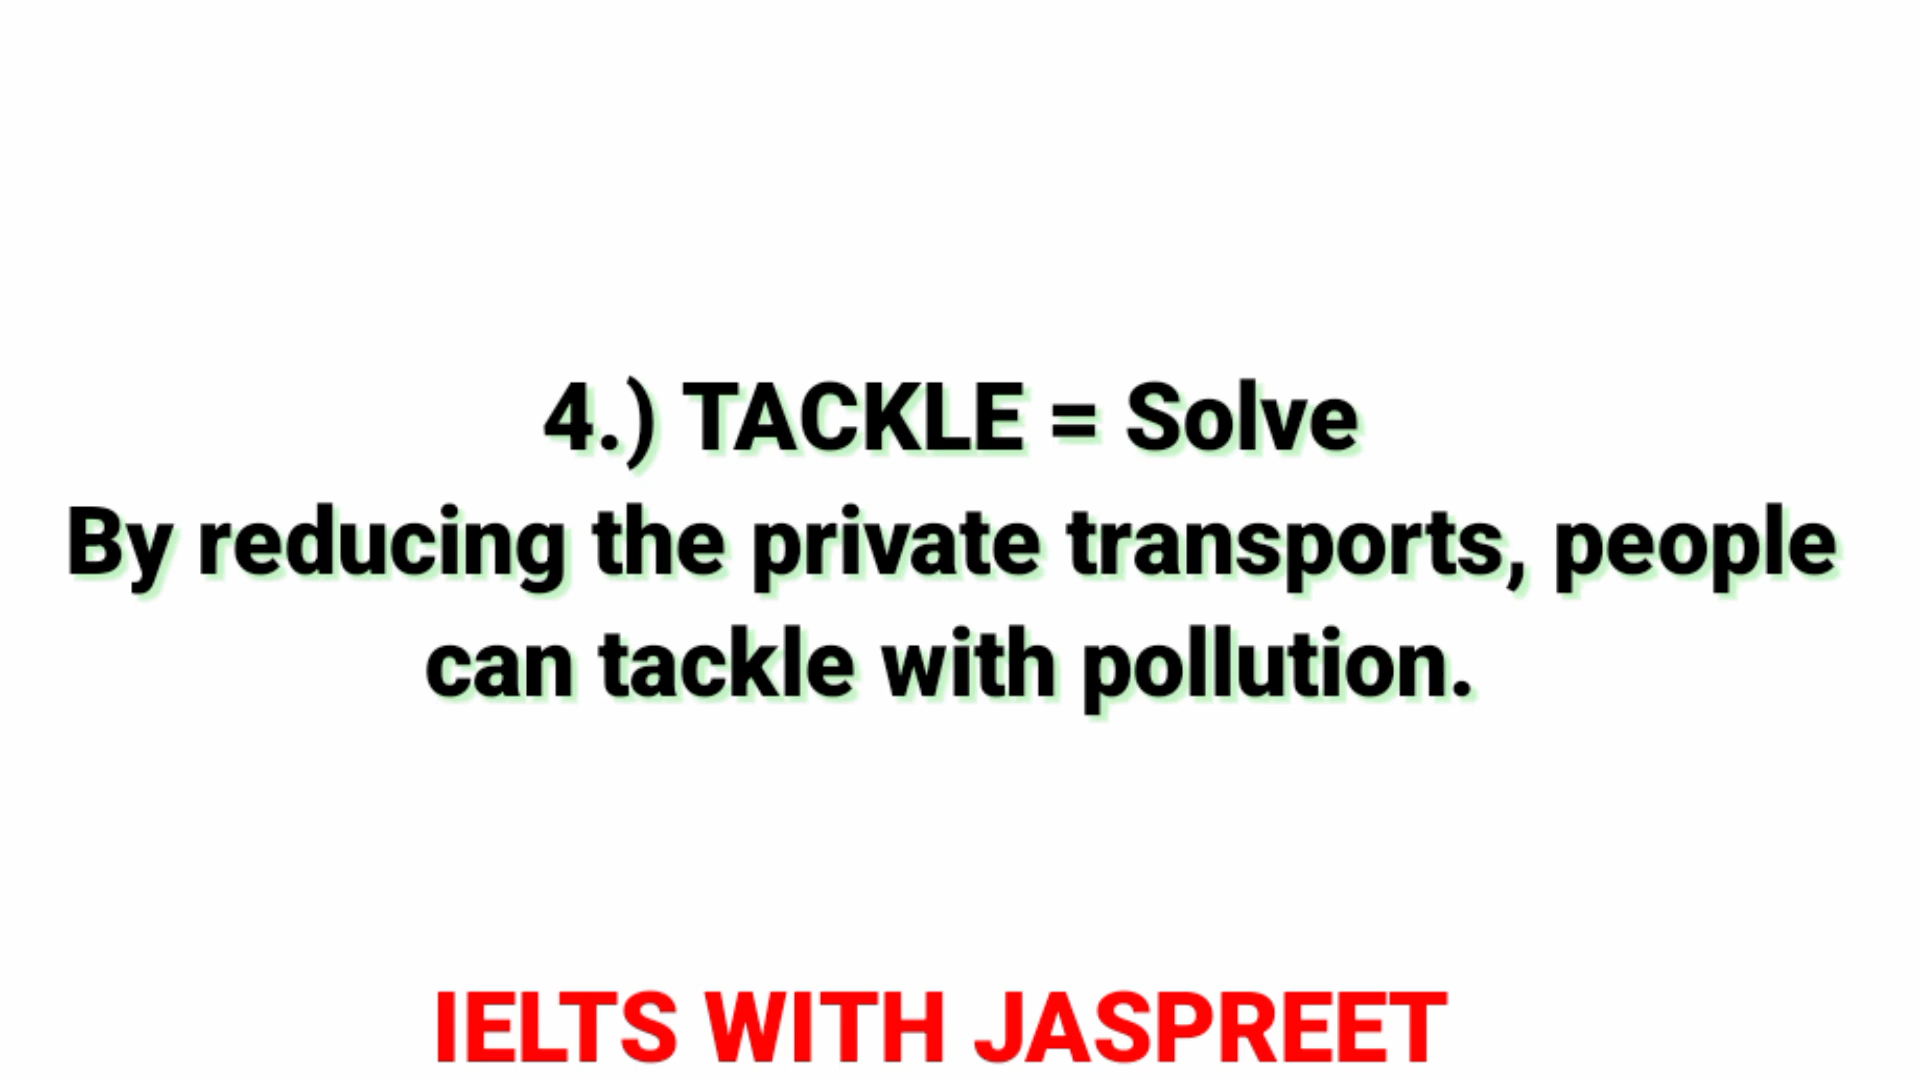 4.) TACKLE = Solve
By reducing the private transports, people
can tackle with pollution.
IELTS WITH JASPREET